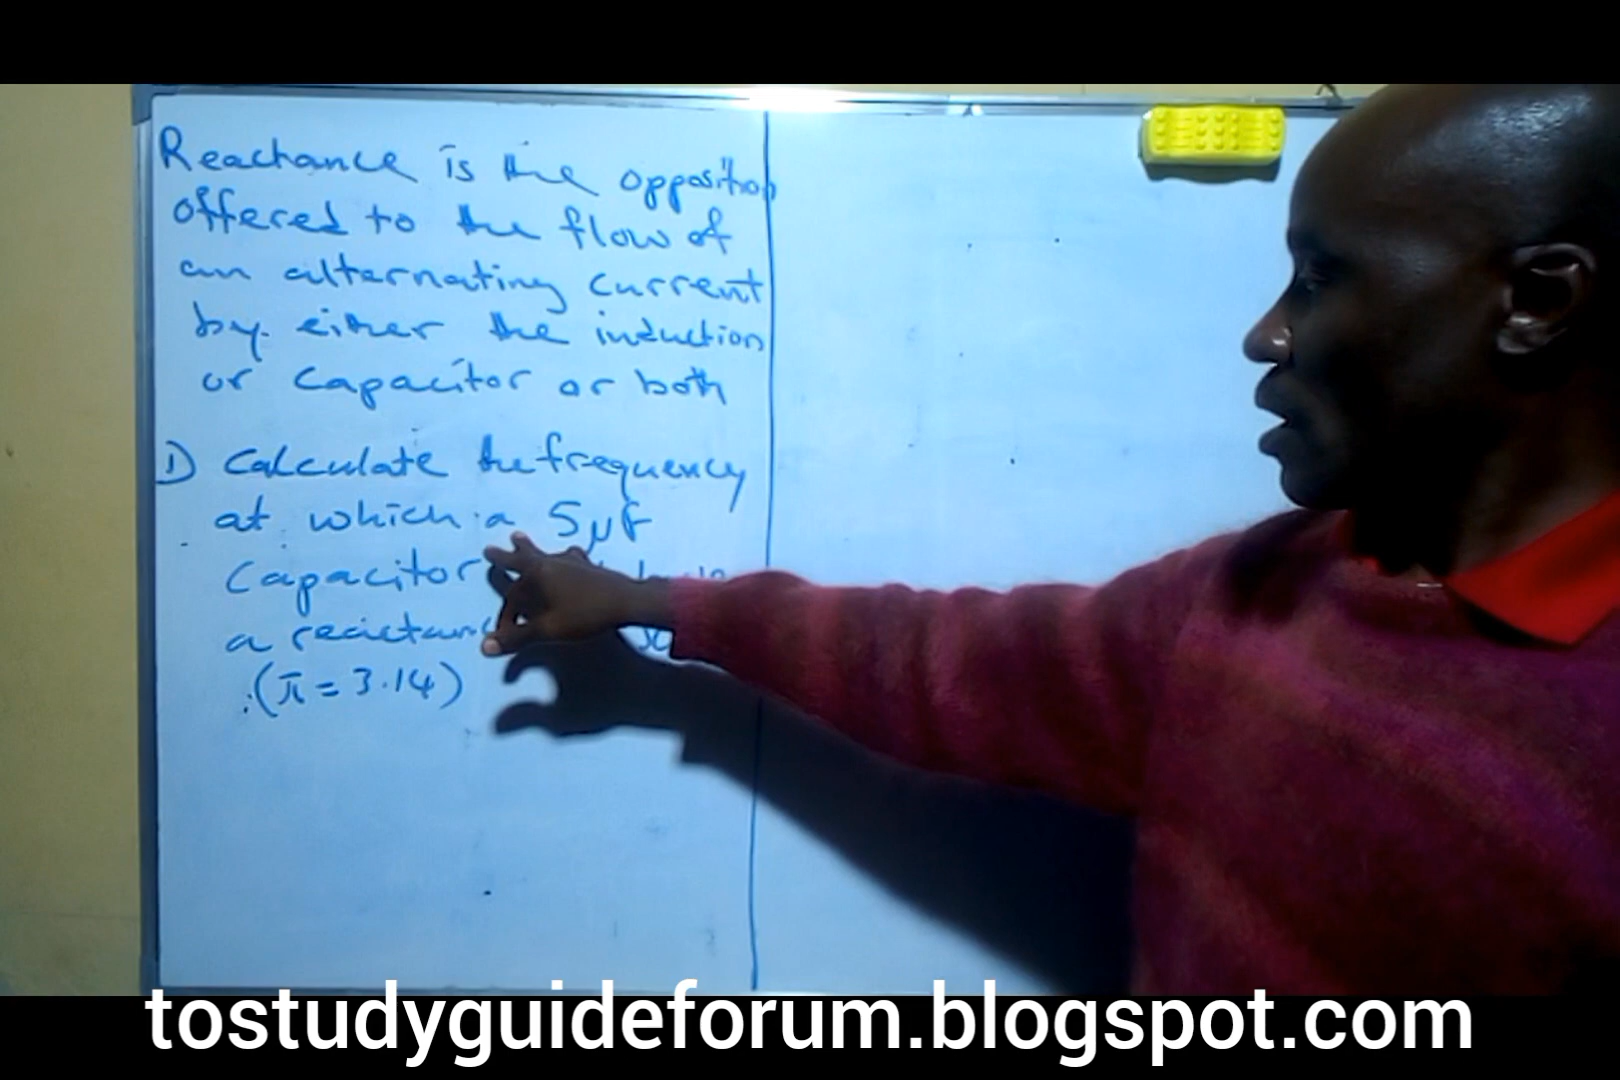 Reactance is the opposition
offered to the flow of
an alternating current
by either the induction
or capacitor or both
1) Calculate the frequency
at which a 5μf
Capacitor
a reactanc
(π = 3.14)
tostudyguideforum.blogspot.com